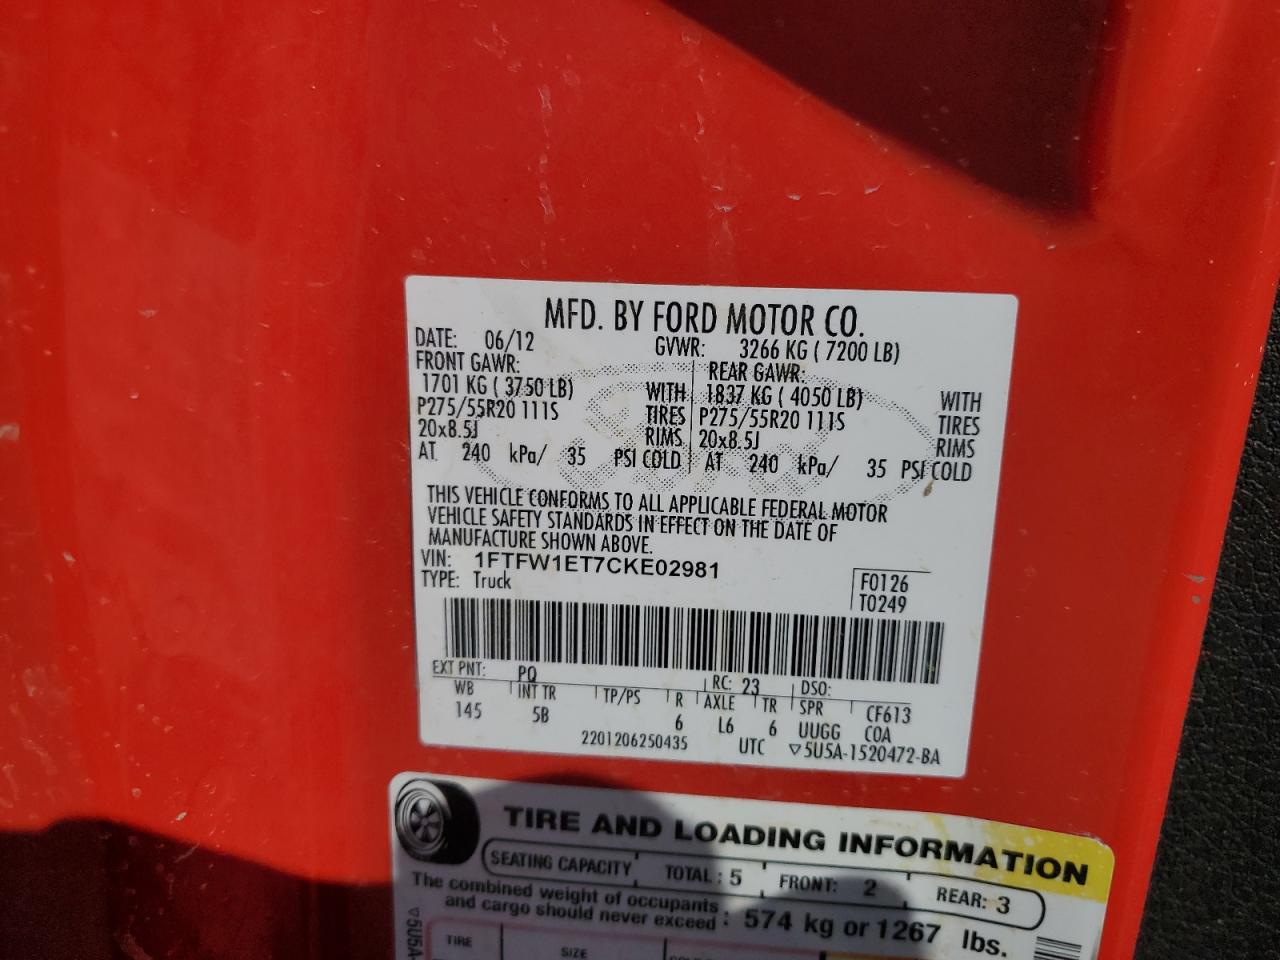 MFD. BY FORD MOTOR CO.
DATE: 06/12 GVWR: 3266 KG ( 7200 LB)
FRONT GAWR: REAR GAWR:
1701 KG ( 3750 LB) WITH 1837 KG ( 4050 LB) WITH
P275/55R20 111S TIRES P275/55R20 111S TIRES
20x8.5J RIMS 20x8.5J RIMS
AT 240 kPa/ 35 PSI COLD AT 240 kPa/ 35 PSI COLD
THIS VEHICLE CONFORMS TO ALL APPLICABLE FEDERAL MOTOR
VEHICLE SAFETY STANDARDS IN EFFECT ON THE DATE OF
MANUFACTURE SHOWN ABOVE.
VIN: 1FTFW1ET7CKE02981
TYPE: Truck F0126
T0249
EXT PNT: PQ RC: 23 DSO:
WB INT TR TP/PS R AXLE TR SPR CF613
145 5B 6 L6 6 UUGG COA
2201206250435 UTC ▽5U5A-1520472-BA
TIRE AND LOADING INFORMATION
SEATING CAPACITY TOTAL : 5 FRONT: 2 REAR: 3
The combined weight of occupants
and cargo should never exceed : 574 kg or 1267 lbs.
▽5U5A-
TIRE SIZE